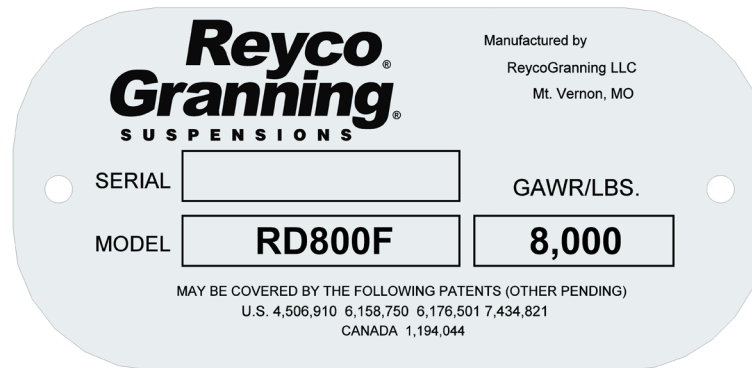 Reyco®
Granning®
SUSPENSIONS
Manufactured by
ReycoGranning LLC
Mt. Vernon, MO
SERIAL
GAWR/LBS.
MODEL RD800F 8,000
MAY BE COVERED BY THE FOLLOWING PATENTS (OTHER PENDING)
U.S. 4,506,910 6,158,750 6,176,501 7,434,821
CANADA 1,194,044